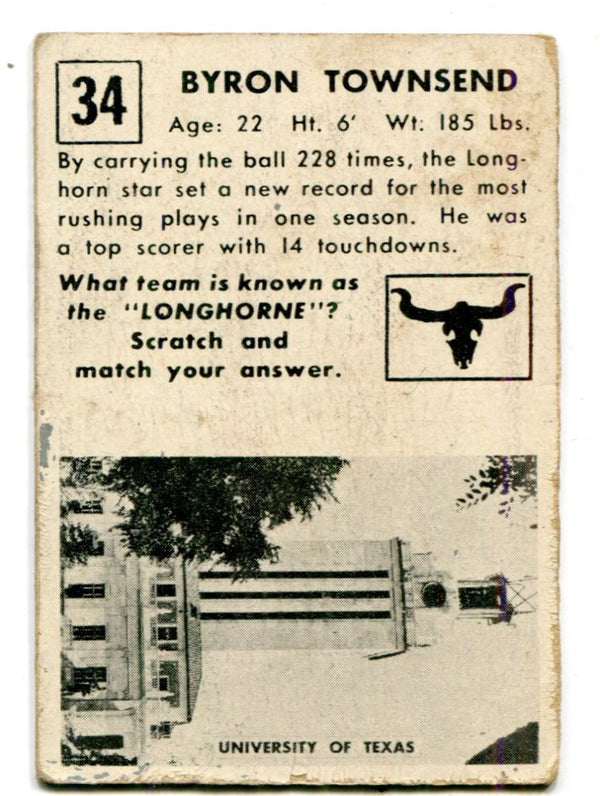 34
BYRON TOWNSEND
Age: 22 Ht. 6' Wt: 185 Lbs.
By carrying the ball 228 times, the Long-
horn star set a new record for the most
rushing plays in one season. He was
a top scorer with 14 touchdowns.
What team is known as
the "LONGHORNE"?
Scratch and
match your answer.
UNIVERSITY OF TEXAS